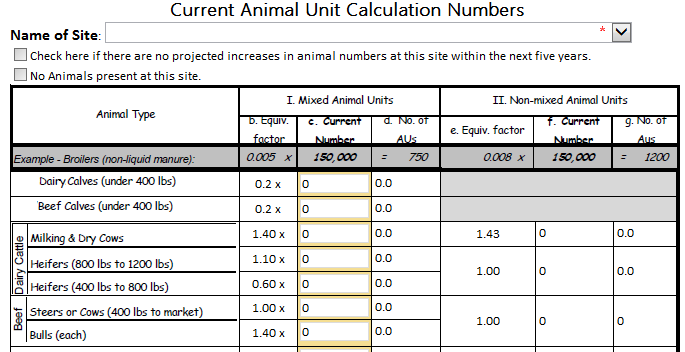 Current Animal Unit Calculation Numbers
Name of Site: *
Check here if there are no projected increases in animal numbers at this site within the next five years.
No Animals present at this site.
Animal Type
I. Mixed Animal Units
II. Non-mixed Animal Units
b. Equiv. factor
c. Current Number
d. No. of AUs
e. Equiv. factor
f. Current Number
g. No. of Aus
Example - Broilers (non-liquid manure): 0.005 x 150,000 = 750 0.008 x 150,000 = 1200
Dairy Calves (under 400 lbs) 0.2 x 0 0.0
Beef Calves (under 400 lbs) 0.2 x 0 0.0
Dairy Cattle
Milking & Dry Cows 1.40 x 0 0.0 1.43 0 0.0
Heifers (800 lbs to 1200 lbs) 1.10 x 0 0.0
1.00 0 0.0
Heifers (400 lbs to 800 lbs) 0.60 x 0 0.0
Beef
Steers or Cows (400 lbs to market) 1.00 x 0 0.0
1.00 0 0
Bulls (each) 1.40 x 0 0.0